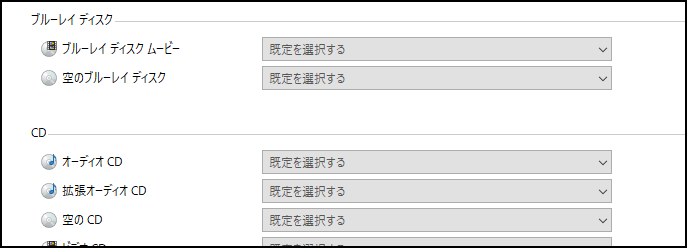 ブルーレイ ディスク
ブルーレイ ディスク ムービー 既定を選択する
空のブルーレイ ディスク 既定を選択する
CD
オーディオ CD 既定を選択する
拡張オーディオ CD 既定を選択する
空の CD 既定を選択する